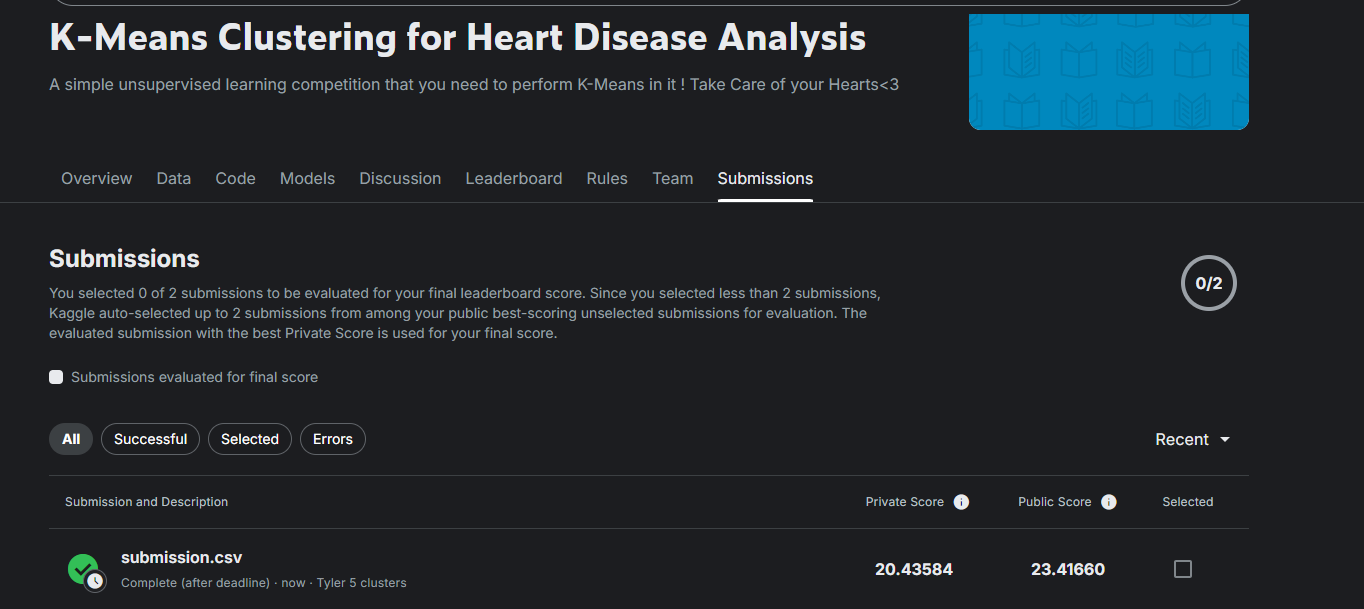 K-Means Clustering for Heart Disease Analysis
A simple unsupervised learning competition that you need to perform K-Means in it ! Take Care of your Hearts<3
Overview Data Code Models Discussion Leaderboard Rules Team Submissions
Submissions
0/2
You selected 0 of 2 submissions to be evaluated for your final leaderboard score. Since you selected less than 2 submissions,
Kaggle auto-selected up to 2 submissions from among your public best-scoring unselected submissions for evaluation. The
evaluated submission with the best Private Score is used for your final score.
Submissions evaluated for final score
All Successful Selected Errors Recent
Submission and Description Private Score i Public Score i Selected
submission.csv
Complete (after deadline) · now · Tyler 5 clusters
20.43584 23.41660